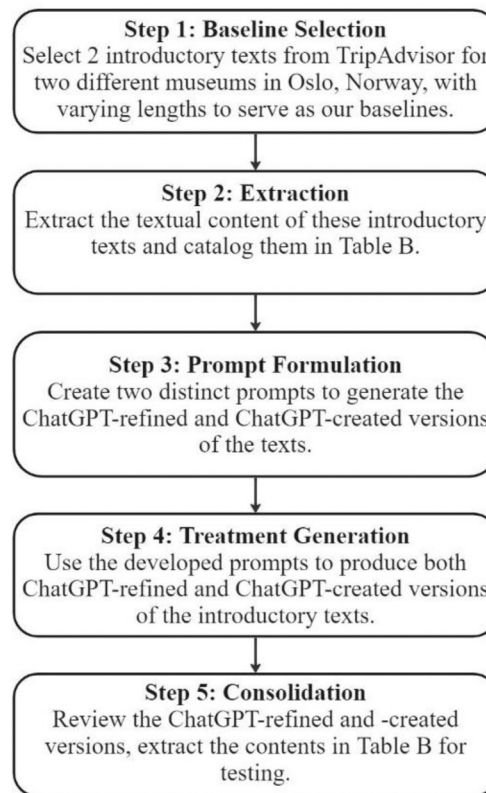 Step 1: Baseline Selection
Select 2 introductory texts from TripAdvisor for
two different museums in Oslo, Norway, with
varying lengths to serve as our baselines.
Step 2: Extraction
Extract the textual content of these introductory
texts and catalog them in Table B.
Step 3: Prompt Formulation
Create two distinct prompts to generate the
ChatGPT-refined and ChatGPT-created versions
of the texts.
Step 4: Treatment Generation
Use the developed prompts to produce both
ChatGPT-refined and ChatGPT-created versions
of the introductory texts.
Step 5: Consolidation
Review the ChatGPT-refined and -created
versions, extract the contents in Table B for
testing.